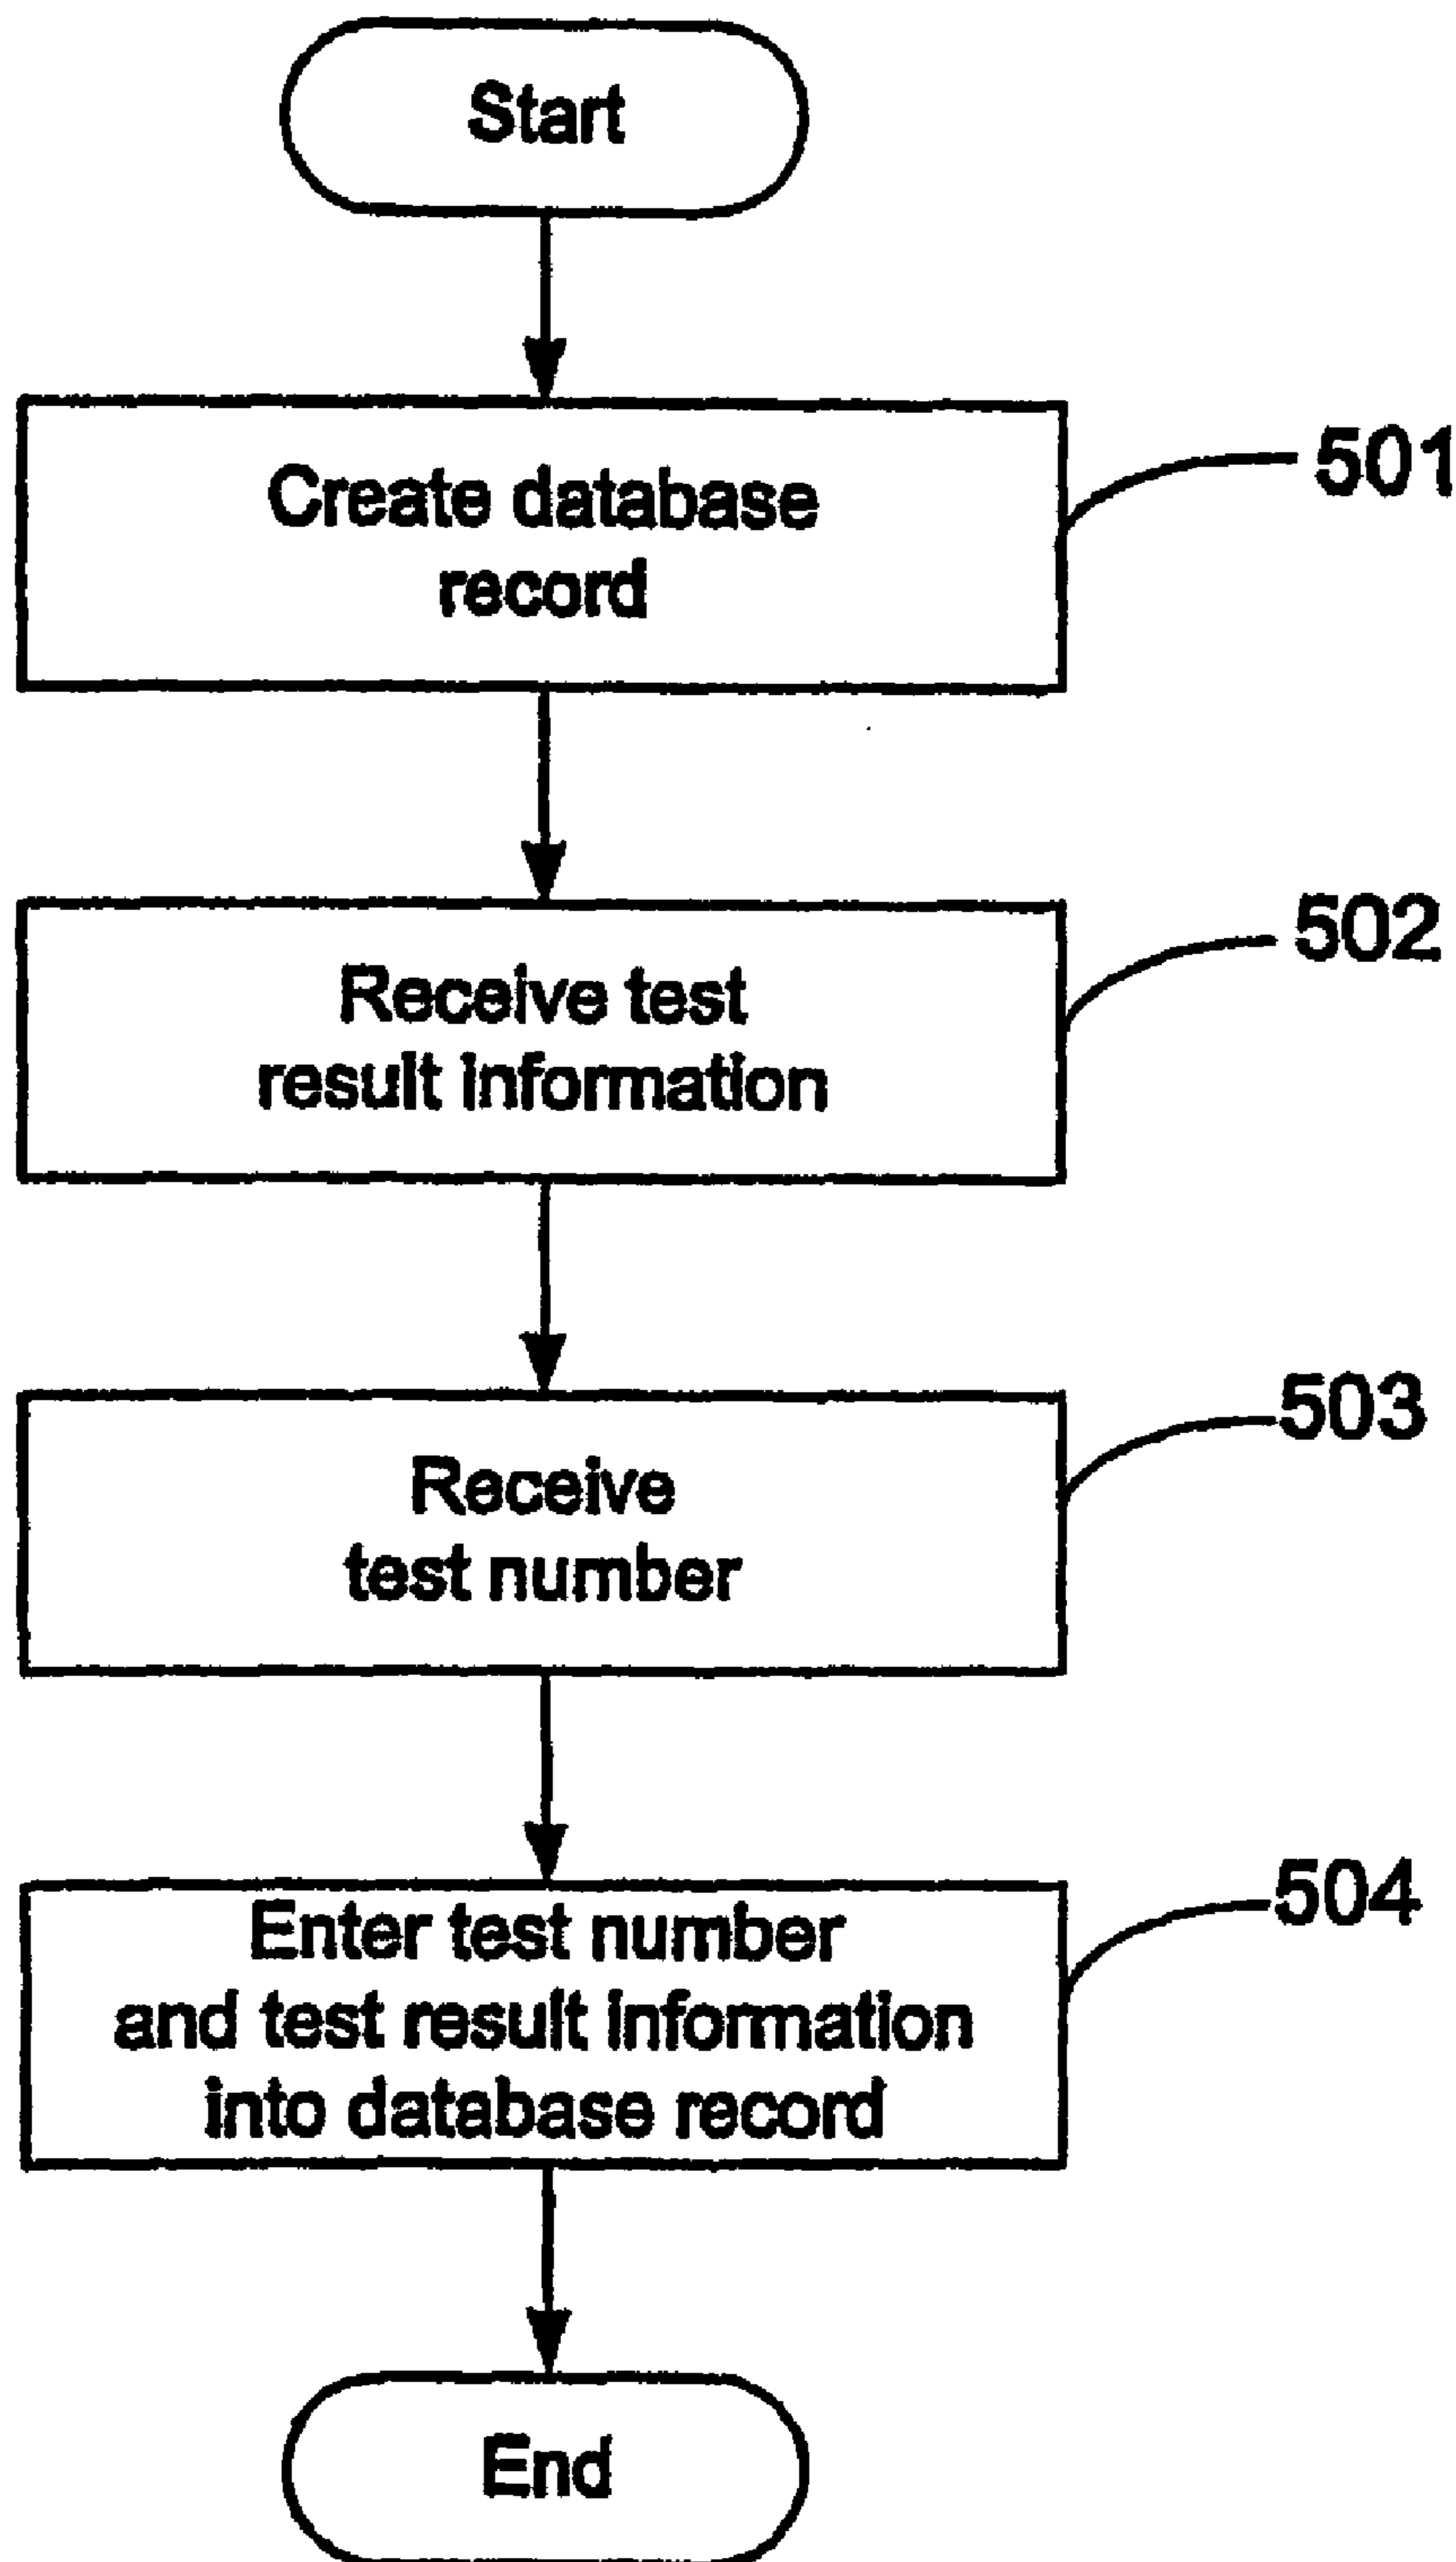 Start
Create database
record
501
Receive test
result information
502
Receive
test number
503
Enter test number
and test result information
into database record
504
End